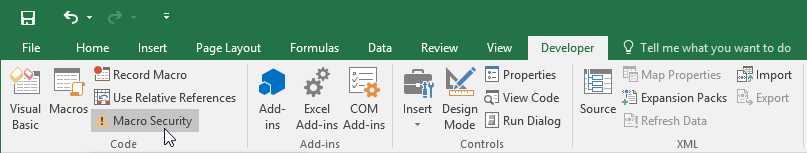 File Home Insert Page Layout Formulas Data Review View Developer Tell me what you want to do
Visual Basic
Macros
Record Macro
Use Relative References
Macro Security
Code
Add-ins
Excel Add-ins
COM Add-ins
Add-ins
Insert
Design Mode
Properties
View Code
Run Dialog
Controls
Source
Map Properties
Expansion Packs
Refresh Data
Import
Export
XML